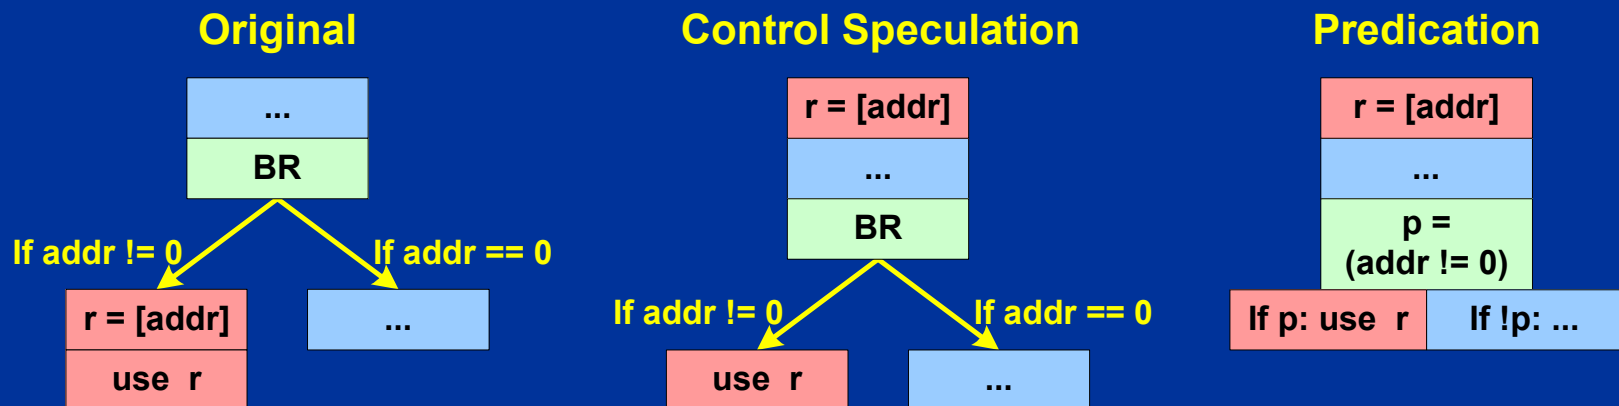 Original
...
BR
If addr != 0
If addr == 0
r = [addr]
use r
...
Control Speculation
r = [addr]
...
BR
If addr != 0
If addr == 0
use r
...
Predication
r = [addr]
...
p =
(addr != 0)
If p: use r
If !p: ...